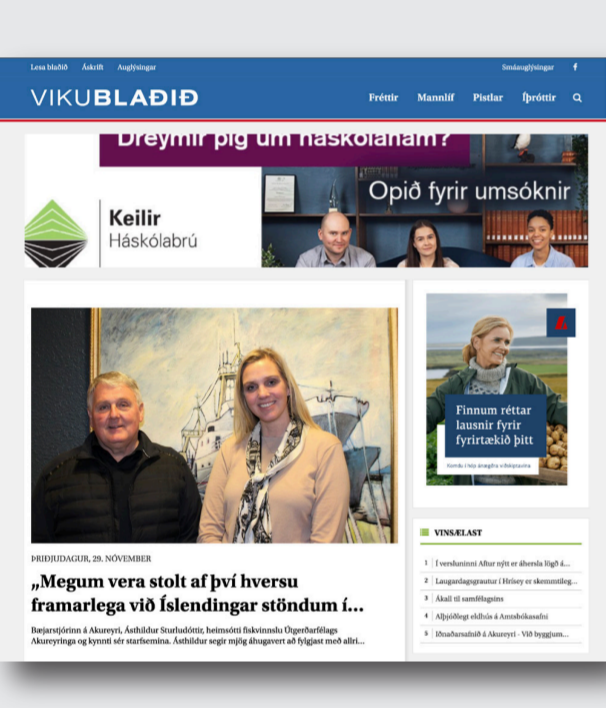 Lesa blaðið Áskrift Auglýsingar Smáauglýsingar f
VIKUBLAÐIÐ Fréttir Mannlíf Pistlar Íþróttir
Dreymir þig um háskólanám?
Opið fyrir umsóknir
Keilir
Háskólabrú
Finnum réttar
lausnir fyrir
fyrirtækið þitt
Komdu í hóp ánægðra viðskiptavina
ÞRIÐJUDAGUR, 29. NÓVEMBER
„Megum vera stolt af því hversu
framarlega við Íslendingar stöndum í...
Bæjarstjórinn á Akureyri, Ásthildur Sturludóttir, heimsótti fiskvinnslu Útgerðarfélags
Akureyringa og kynnti sér starfsemina. Ásthildur segir mjög áhugavert að fylgjast með allri...
VINSÆLAST
1 Í versluninni Aftur nýtt er áhersla lögð á...
2 Laugardagsgrautur í Hrísey er skemmtileg...
3 Ákall til samfélagsins
4 Alþjóðlegt eldhús á Amtsbókasafni
5 Iðnaðarsafnið á Akureyri - Við byggjum...